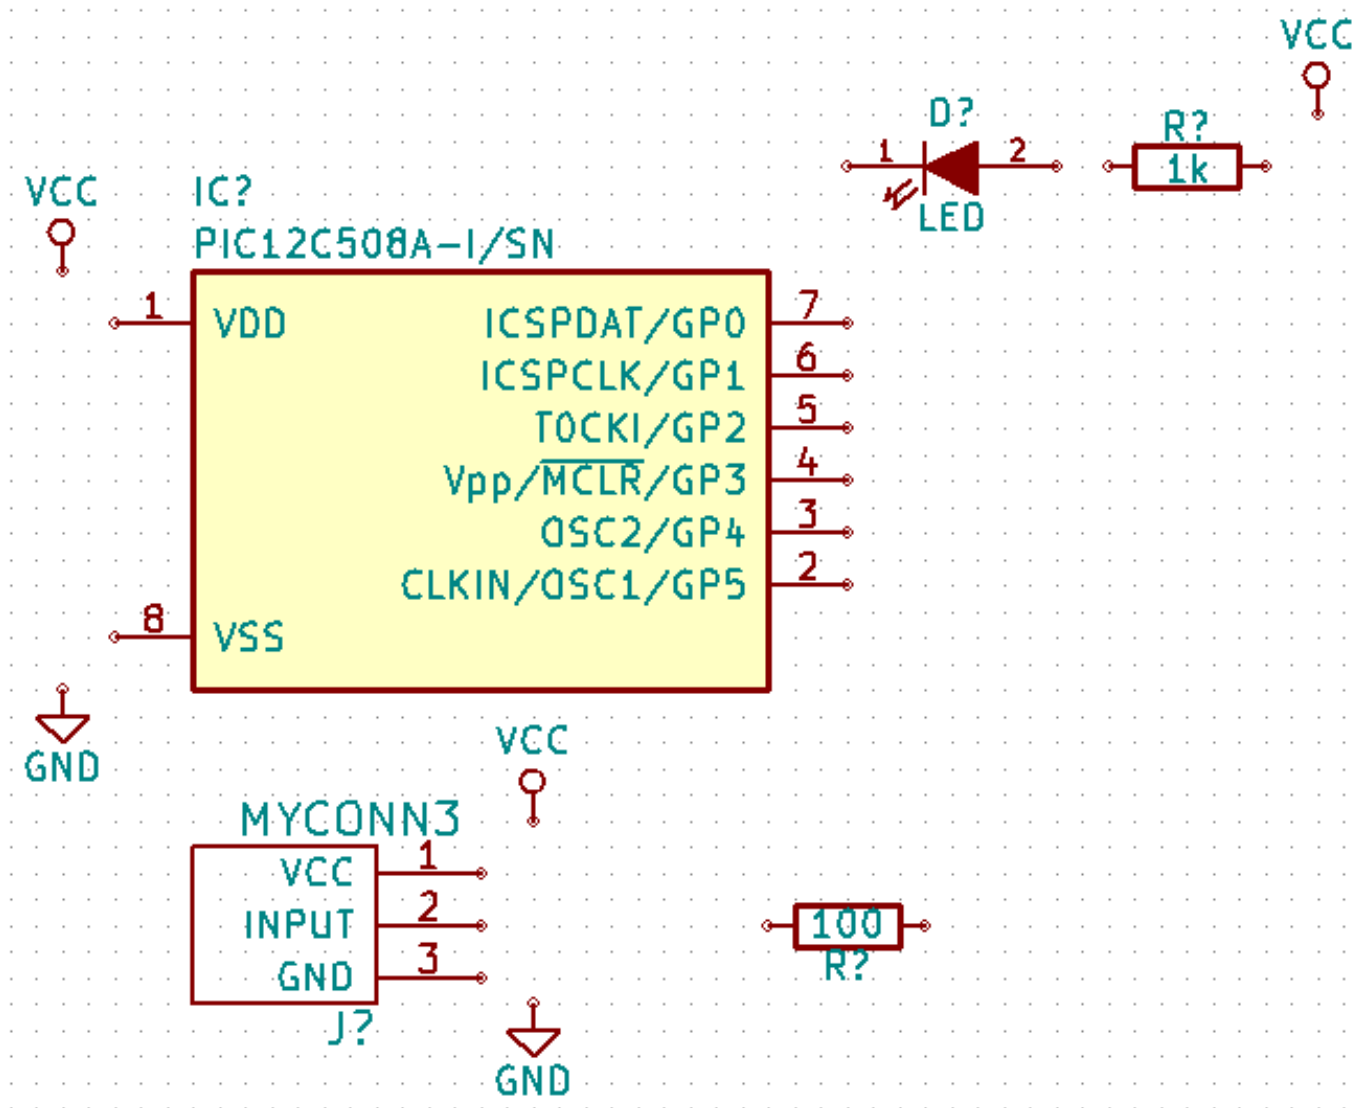 VCC
D?
R?
1
2
1k
LED
VCC
IC?
PIC12C508A-I/SN
1
VDD
ICSPDAT/GP0
7
ICSPCLK/GP1
6
T0CKI/GP2
5
Vpp/MCLR/GP3
4
OSC2/GP4
3
CLKIN/OSC1/GP5
2
8
VSS
GND
VCC
MYCONN3
VCC
1
INPUT
2
GND
3
J?
100
R?
GND